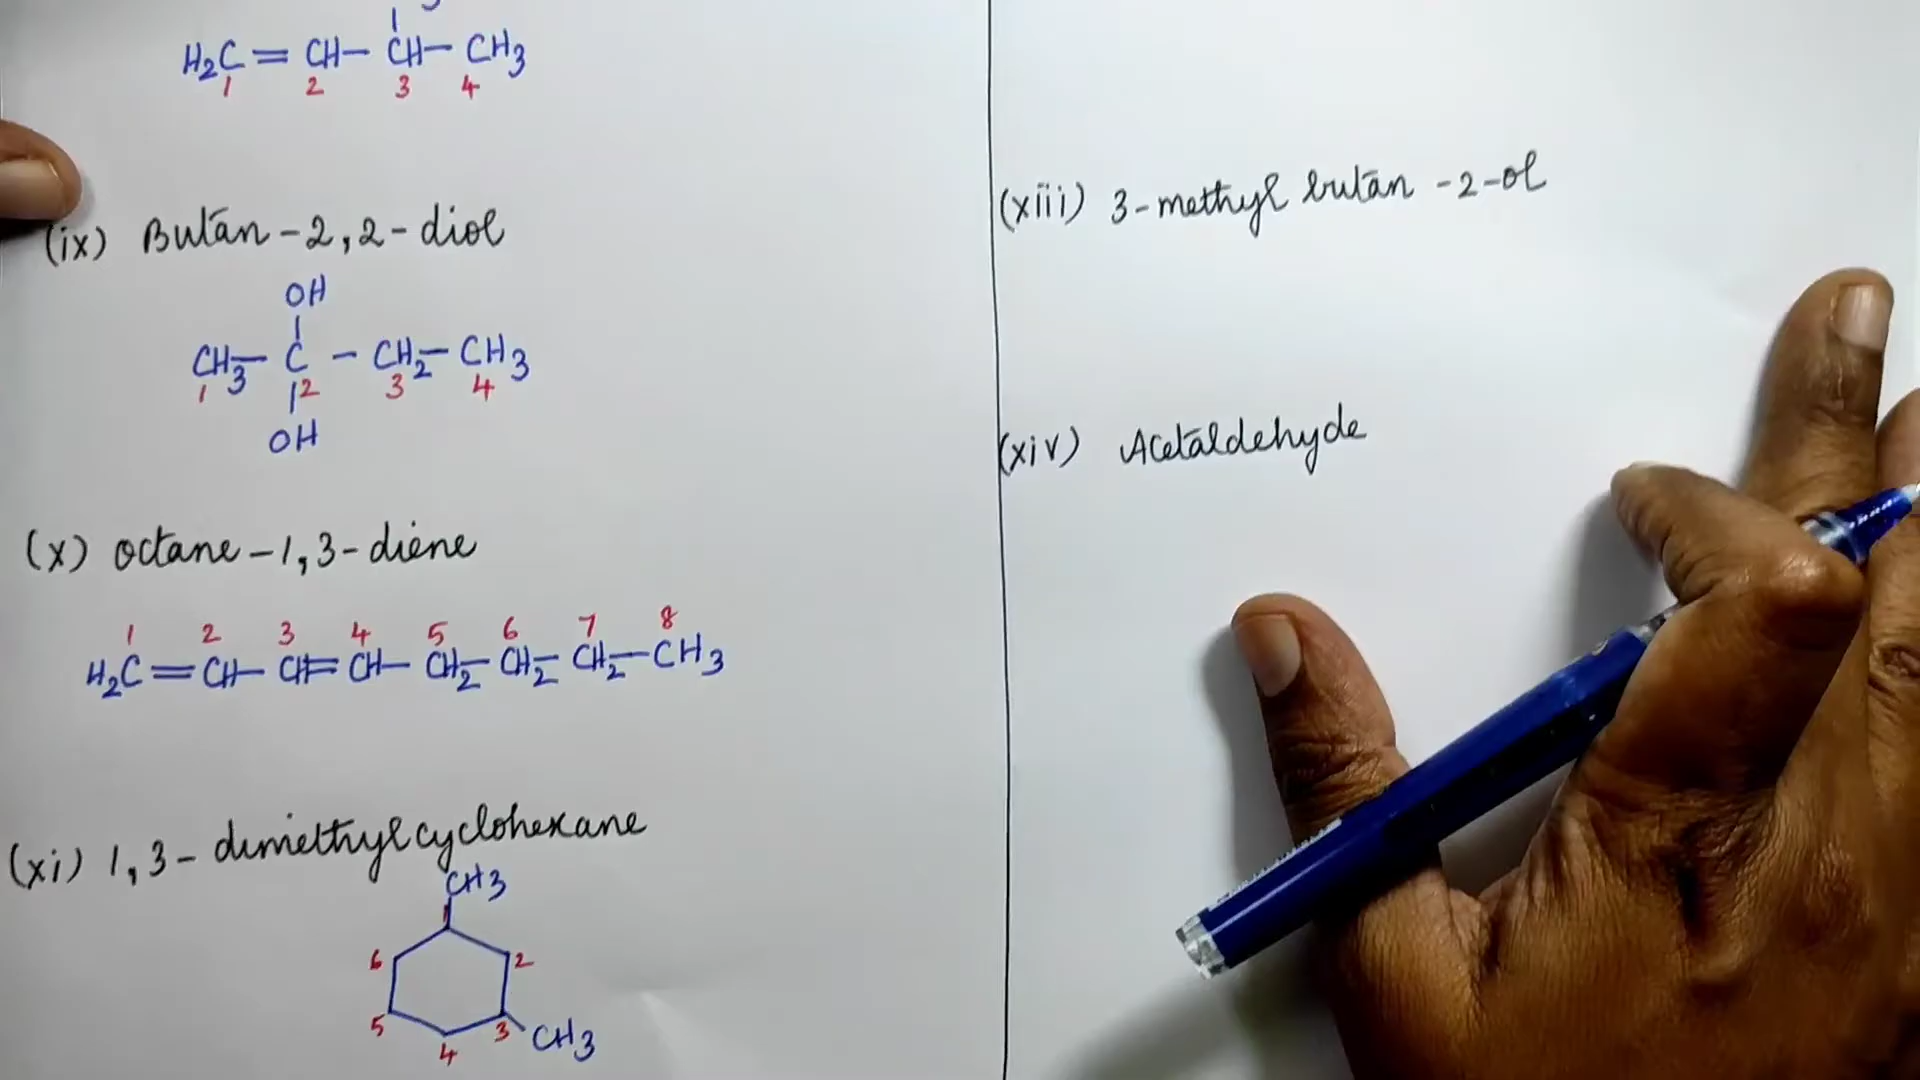 H₂C = CH – CH – CH₃
1 2 3 4
(ix) Butan – 2,2 – diol
OH
CH₃ – C – CH₂ – CH₃
1 2 3 4
OH
(x) octane – 1,3 – diene
1 2 3 4 5 6 7 8
H₂C = CH – CH = CH – CH₂ – CH₂ – CH₂ – CH₃
(xi) 1,3 – dimethylcyclohexane
CH₃
1
6 2
5 3 CH₃
4
(xiii) 3-methyl butan -2-ol
(xiv) Acetaldehyde